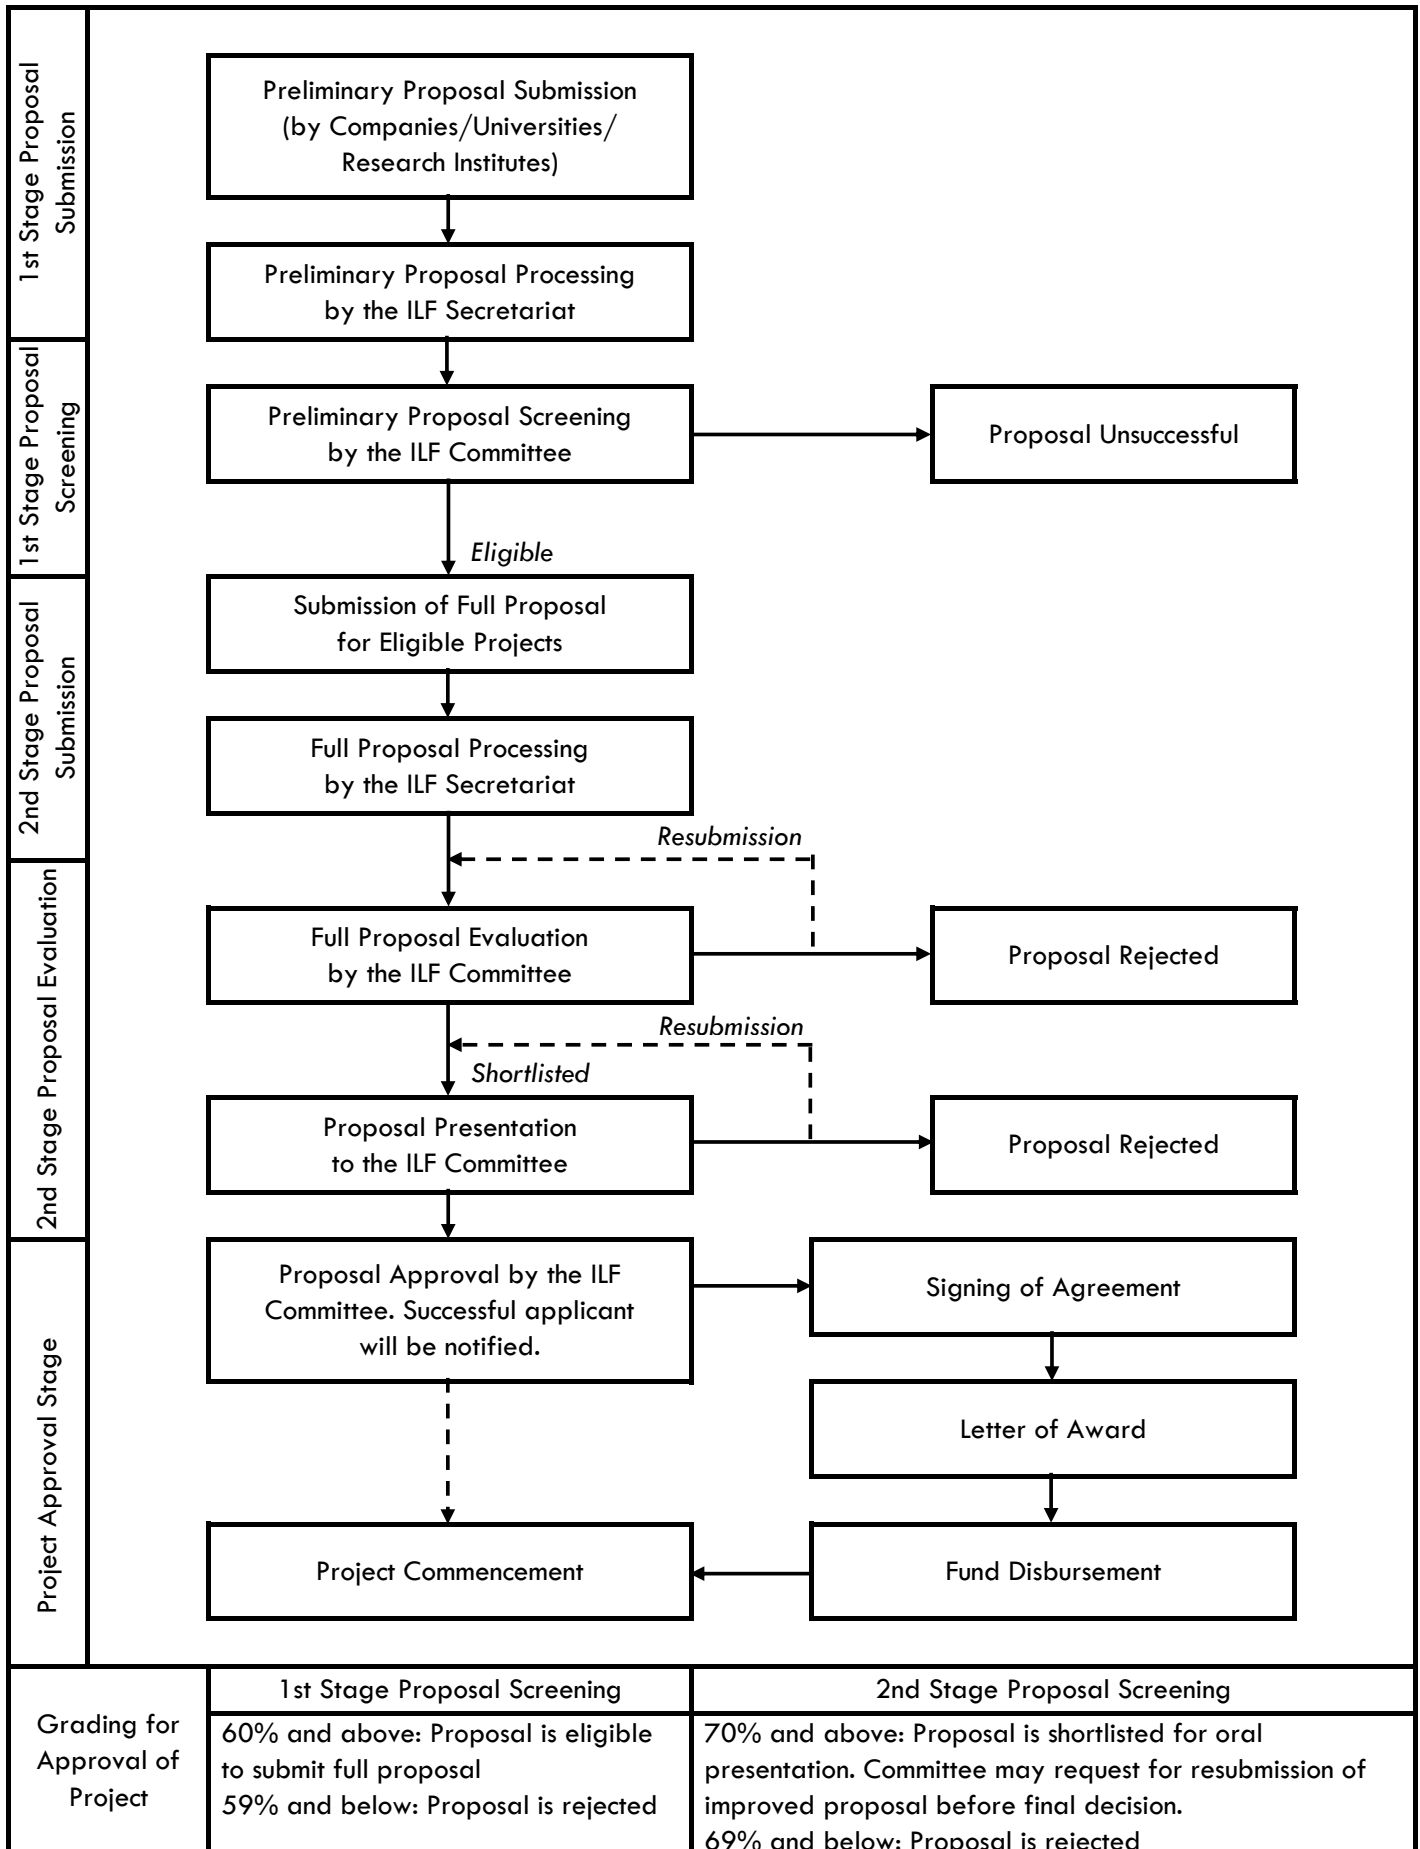 1st Stage Proposal
Submission
Preliminary Proposal Submission
(by Companies/Universities/
Research Institutes)
Preliminary Proposal Processing
by the ILF Secretariat
1st Stage Proposal
Screening
Preliminary Proposal Screening
by the ILF Committee
Proposal Unsuccessful
Eligible
2nd Stage Proposal
Submission
Submission of Full Proposal
for Eligible Projects
Full Proposal Processing
by the ILF Secretariat
Resubmission
2nd Stage Proposal Evaluation
Full Proposal Evaluation
by the ILF Committee
Proposal Rejected
Resubmission
Shortlisted
Proposal Presentation
to the ILF Committee
Proposal Rejected
Project Approval Stage
Proposal Approval by the ILF
Committee. Successful applicant
will be notified.
Signing of Agreement
Letter of Award
Project Commencement
Fund Disbursement
Grading for
Approval of
Project
1st Stage Proposal Screening
60% and above: Proposal is eligible
to submit full proposal
59% and below: Proposal is rejected
2nd Stage Proposal Screening
70% and above: Proposal is shortlisted for oral
presentation. Committee may request for resubmission of
improved proposal before final decision.
69% and below: Proposal is rejected